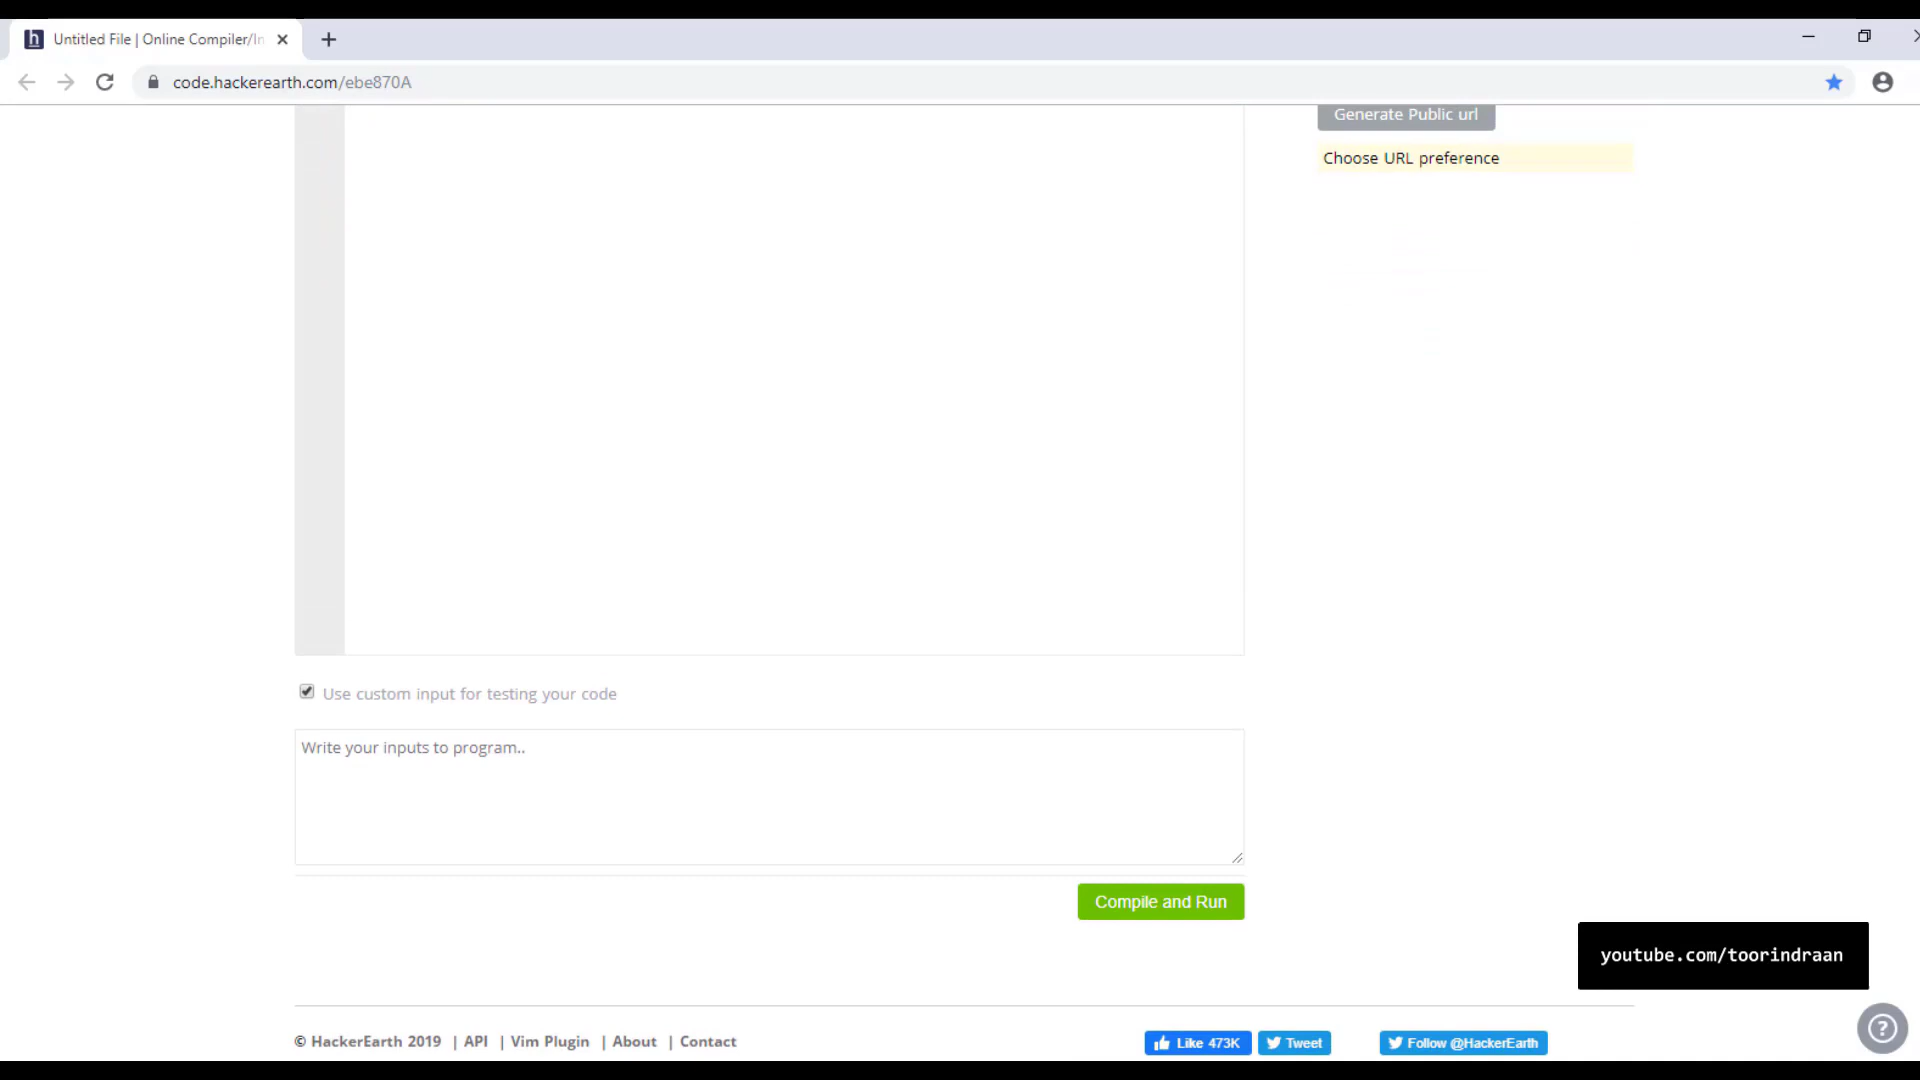 Untitled File | Online Compiler/In
code.hackerearth.com/ebe870A
Generate Public url
Choose URL preference
Use custom input for testing your code
Write your inputs to program..
Compile and Run
youtube.com/toorindraan
© HackerEarth 2019 | API | Vim Plugin | About | Contact
Like 473K
Tweet
Follow @HackerEarth